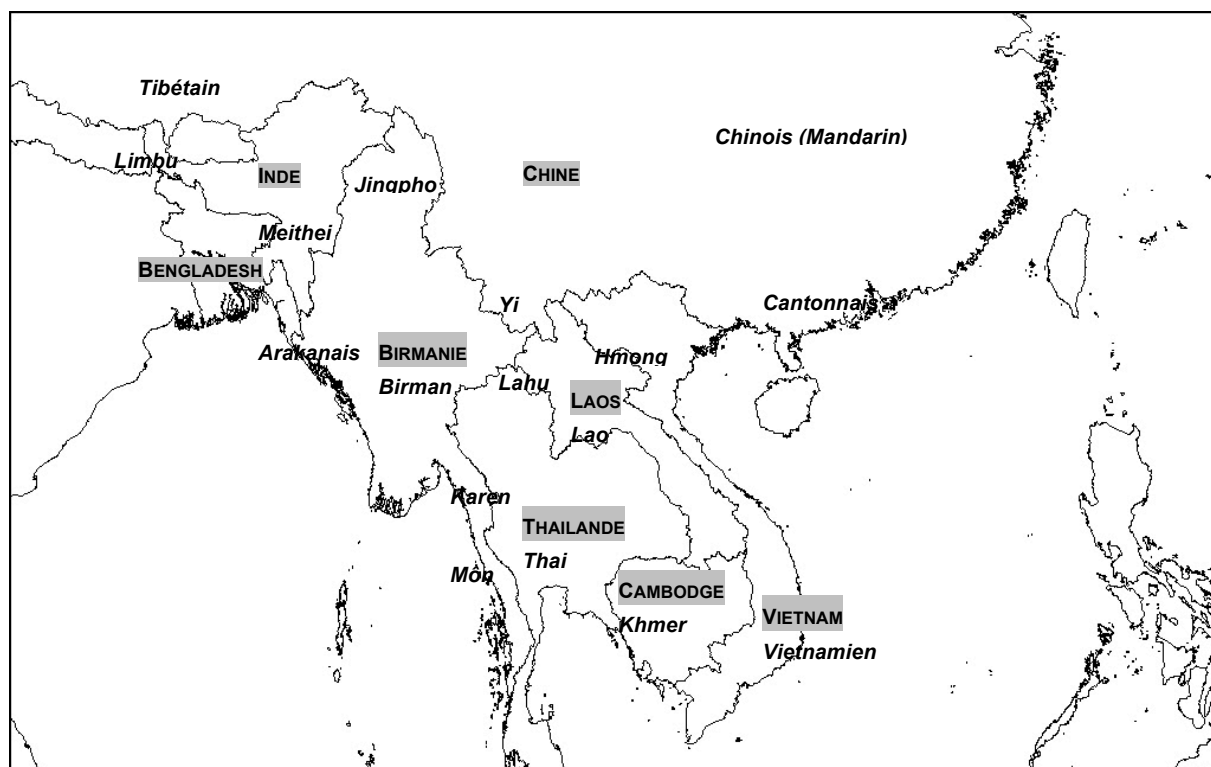 Tibétain
Chinois (Mandarin)
Limbu
INDE
CHINE
Jingpho
Meithei
BENGLADESH
Yi
Cantonnais
Arakanais
BIRMANIE
Hmong
Birman
Lahu
LAOS
Lao
Karen
THAILANDE
Thai
Môn
CAMBODGE
Khmer
VIETNAM
Vietnamien